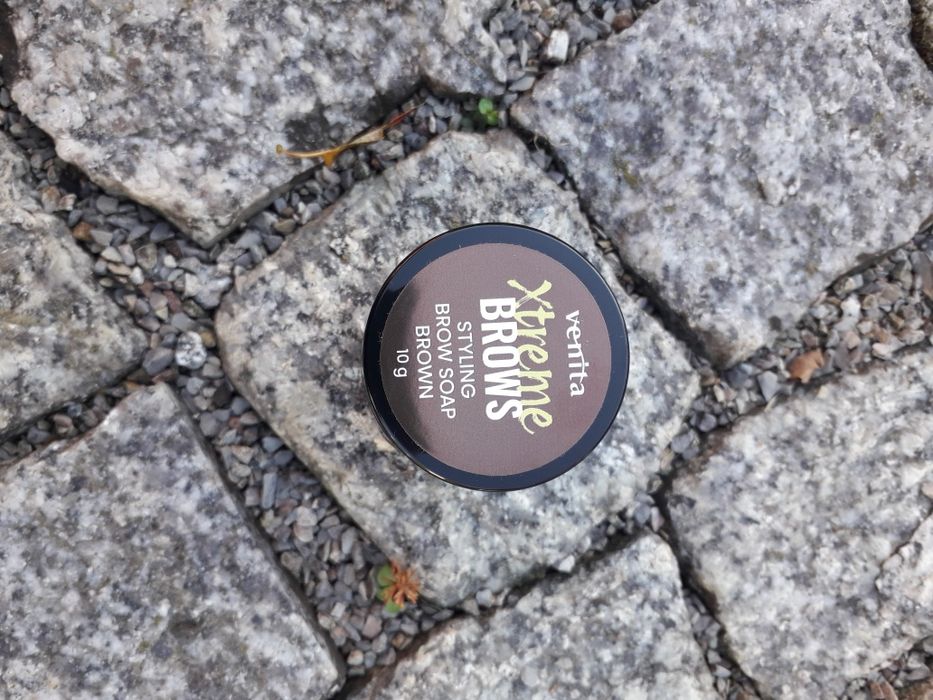 venita
Xtreme
BROWS
STYLING
BROW SOAP
BROWN
10 g